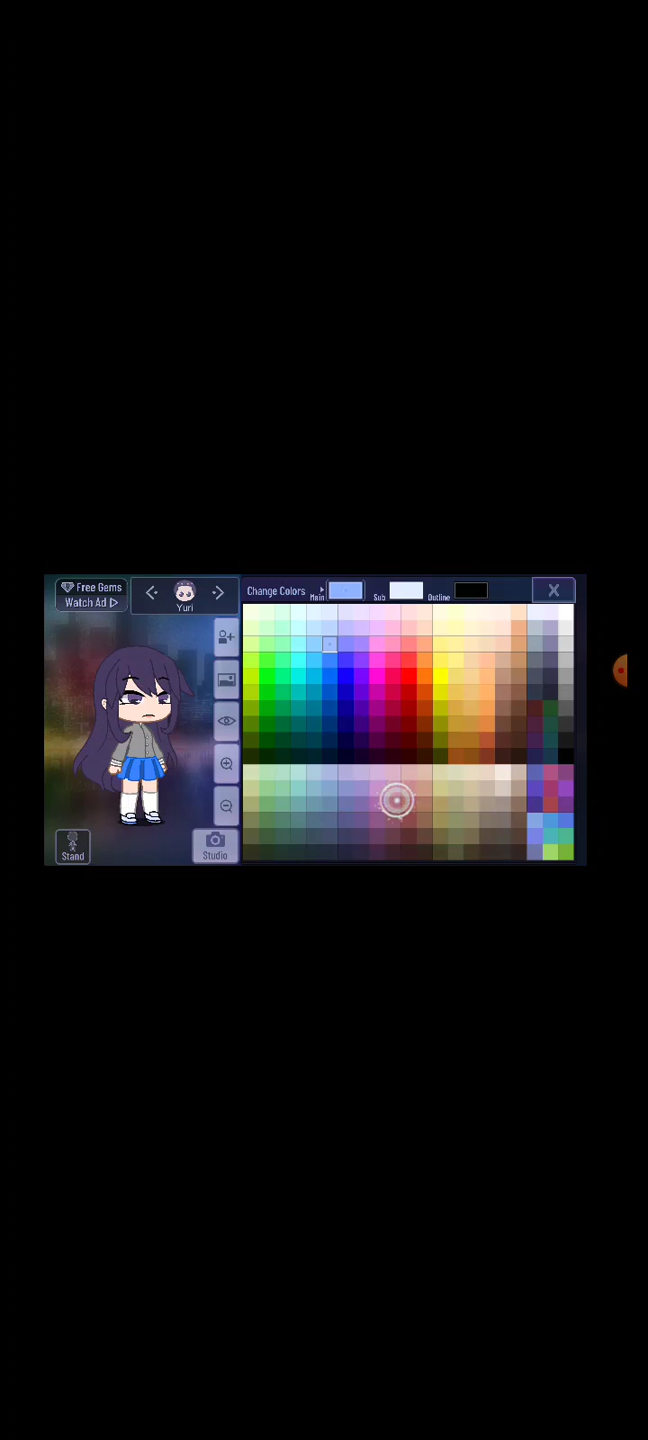 Free Gems
Watch Ad
Yuri
Change Colors
Main
Sub
Outline
X
Stand
Studio